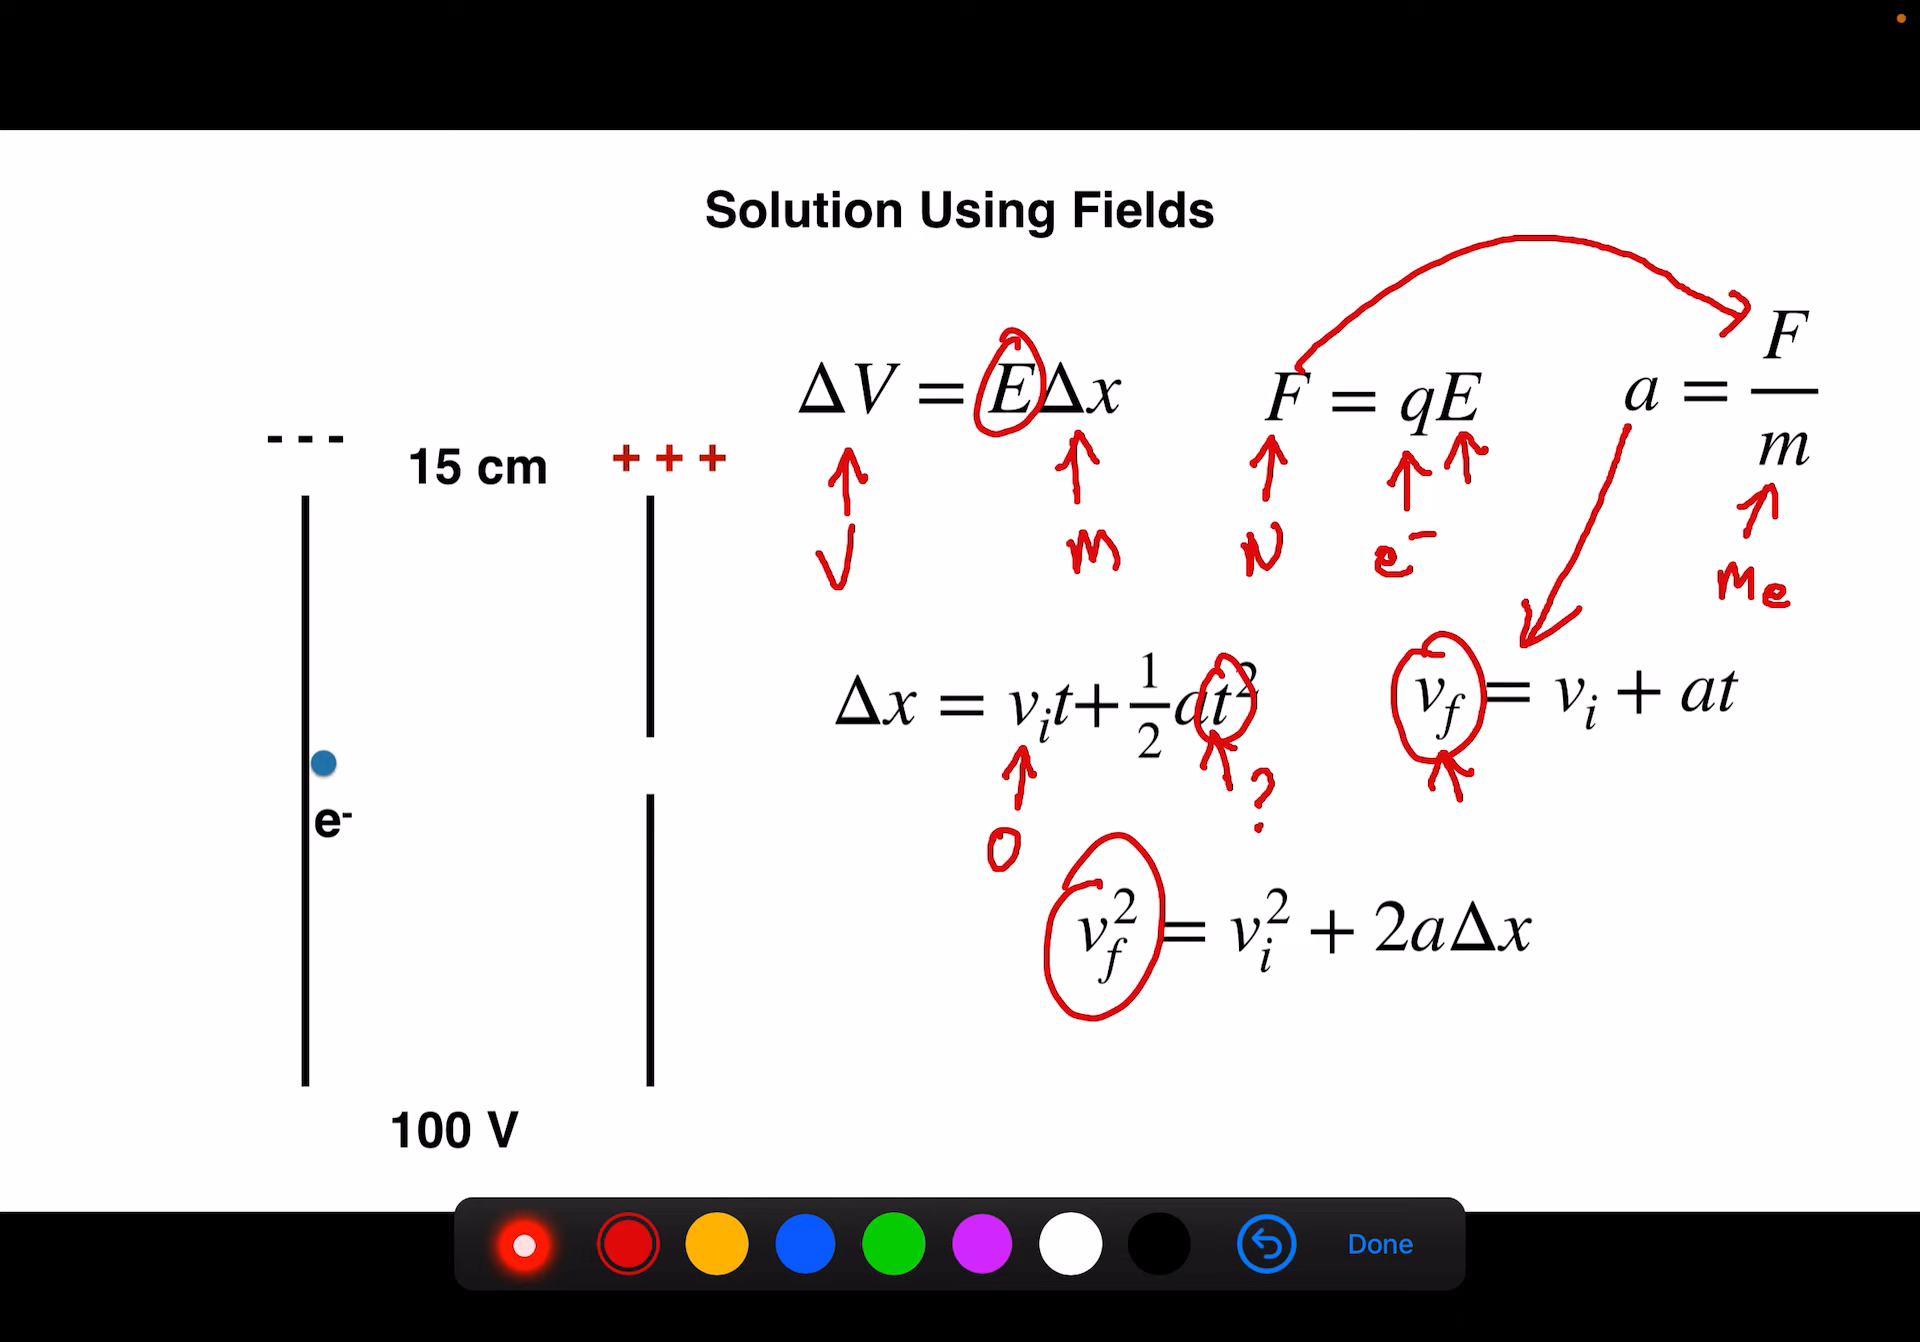 Solution Using Fields
ΔV = EΔx
F = qE
a = F/m
V
m
N
e⁻
mₑ
- - -
15 cm
+ + +
e⁻
100 V
Δx = vᵢt+½at²
0
?
v_f = vᵢ + at
v_f² = vᵢ² + 2aΔx
Done